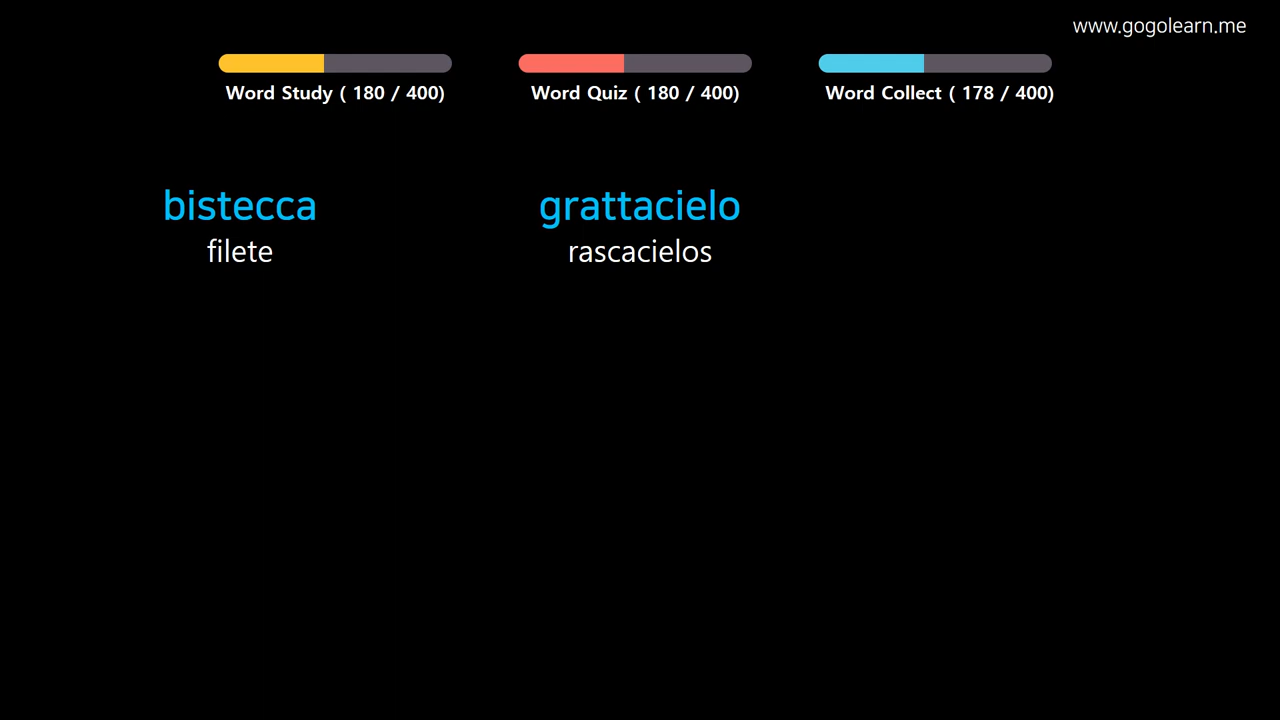 www.gogolearn.me
Word Study ( 180 / 400)
Word Quiz ( 180 / 400)
Word Collect ( 178 / 400)
bistecca
filete
grattacielo
rascacielos